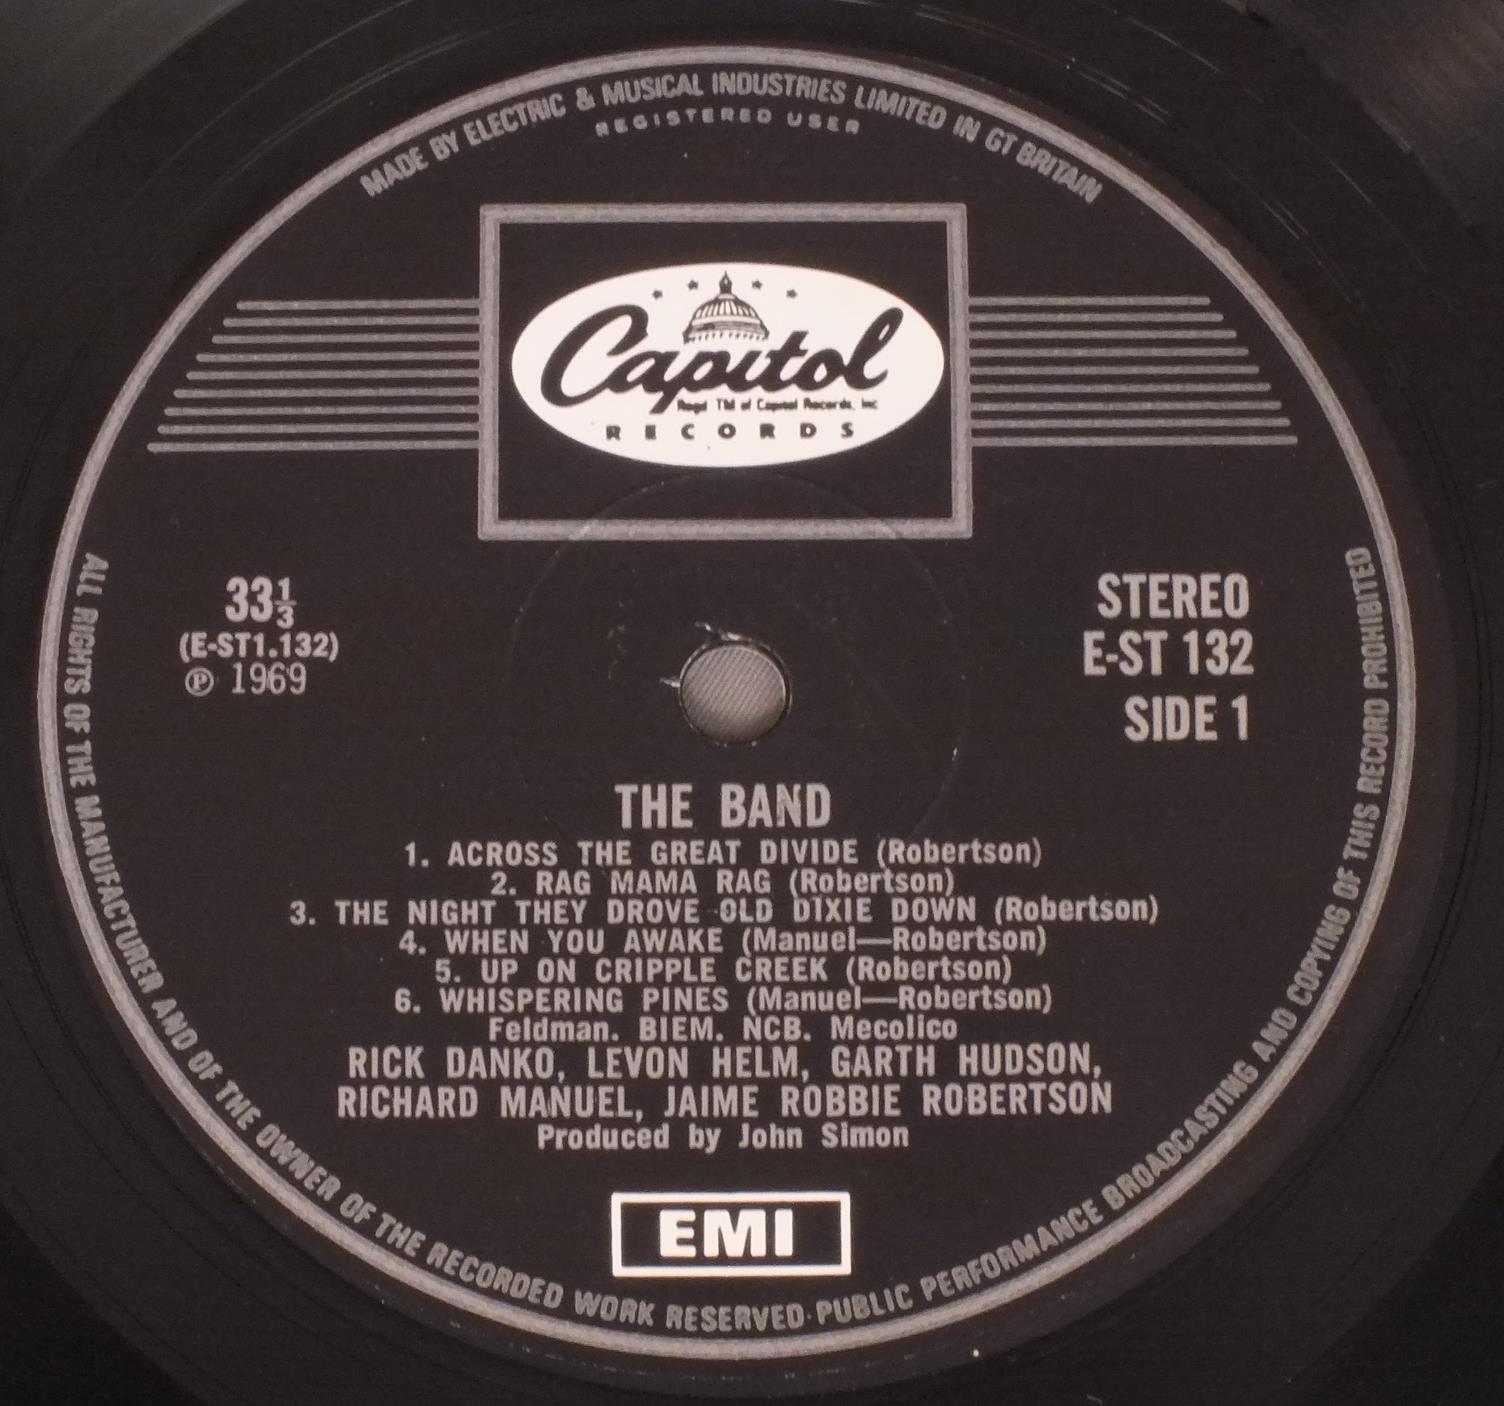 MADE BY ELECTRIC & MUSICAL INDUSTRIES LIMITED IN GT BRITAIN
REGISTERED USER
Capitol
Regd TM of Capitol Records, Inc
RECORDS
33⅓
(E-ST1.132)
℗ 1969
STEREO
E-ST 132
SIDE 1
THE BAND
1. ACROSS THE GREAT DIVIDE (Robertson)
2. RAG MAMA RAG (Robertson)
3. THE NIGHT THEY DROVE OLD DIXIE DOWN (Robertson)
4. WHEN YOU AWAKE (Manuel—Robertson)
5. UP ON CRIPPLE CREEK (Robertson)
6. WHISPERING PINES (Manuel—Robertson)
Feldman. BIEM. NCB. Mecolico
RICK DANKO, LEVON HELM, GARTH HUDSON,
RICHARD MANUEL, JAIME ROBBIE ROBERTSON
Produced by John Simon
EMI
ALL RIGHTS OF THE MANUFACTURER AND OF THE OWNER OF THE RECORDED WORK RESERVED·PUBLIC PERFORMANCE BROADCASTING AND COPYING OF THIS RECORD PROHIBITED